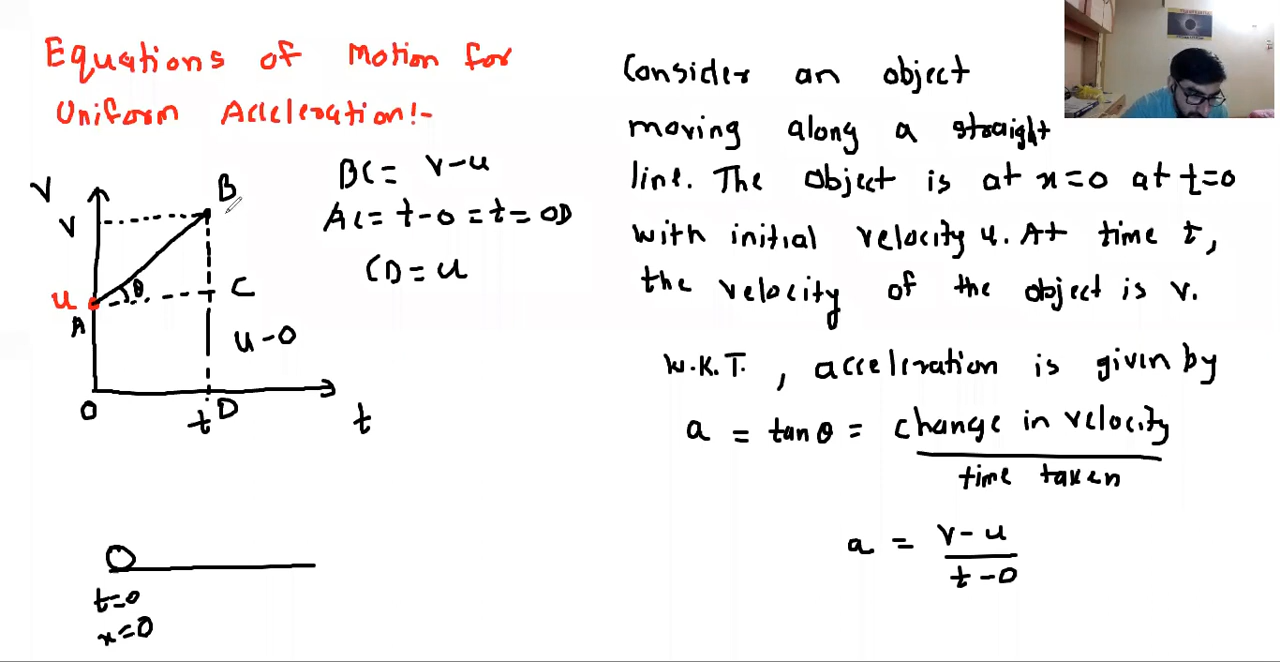 Equations of Motion for
Uniform Acceleration:-
V
V
B
BC = v-u
AC = t-0 = t = OD
CD = u
θ
u
A
C
u-0
O
t
D
t
t=0
x=0
Consider an object
moving along a straight
line. The object is at x=0 at t=0
with initial velocity u. At time t,
the velocity of the object is v.
W.K.T. , acceleration is given by
a = tan θ = change in velocity
time taken
a = v-u
t-0